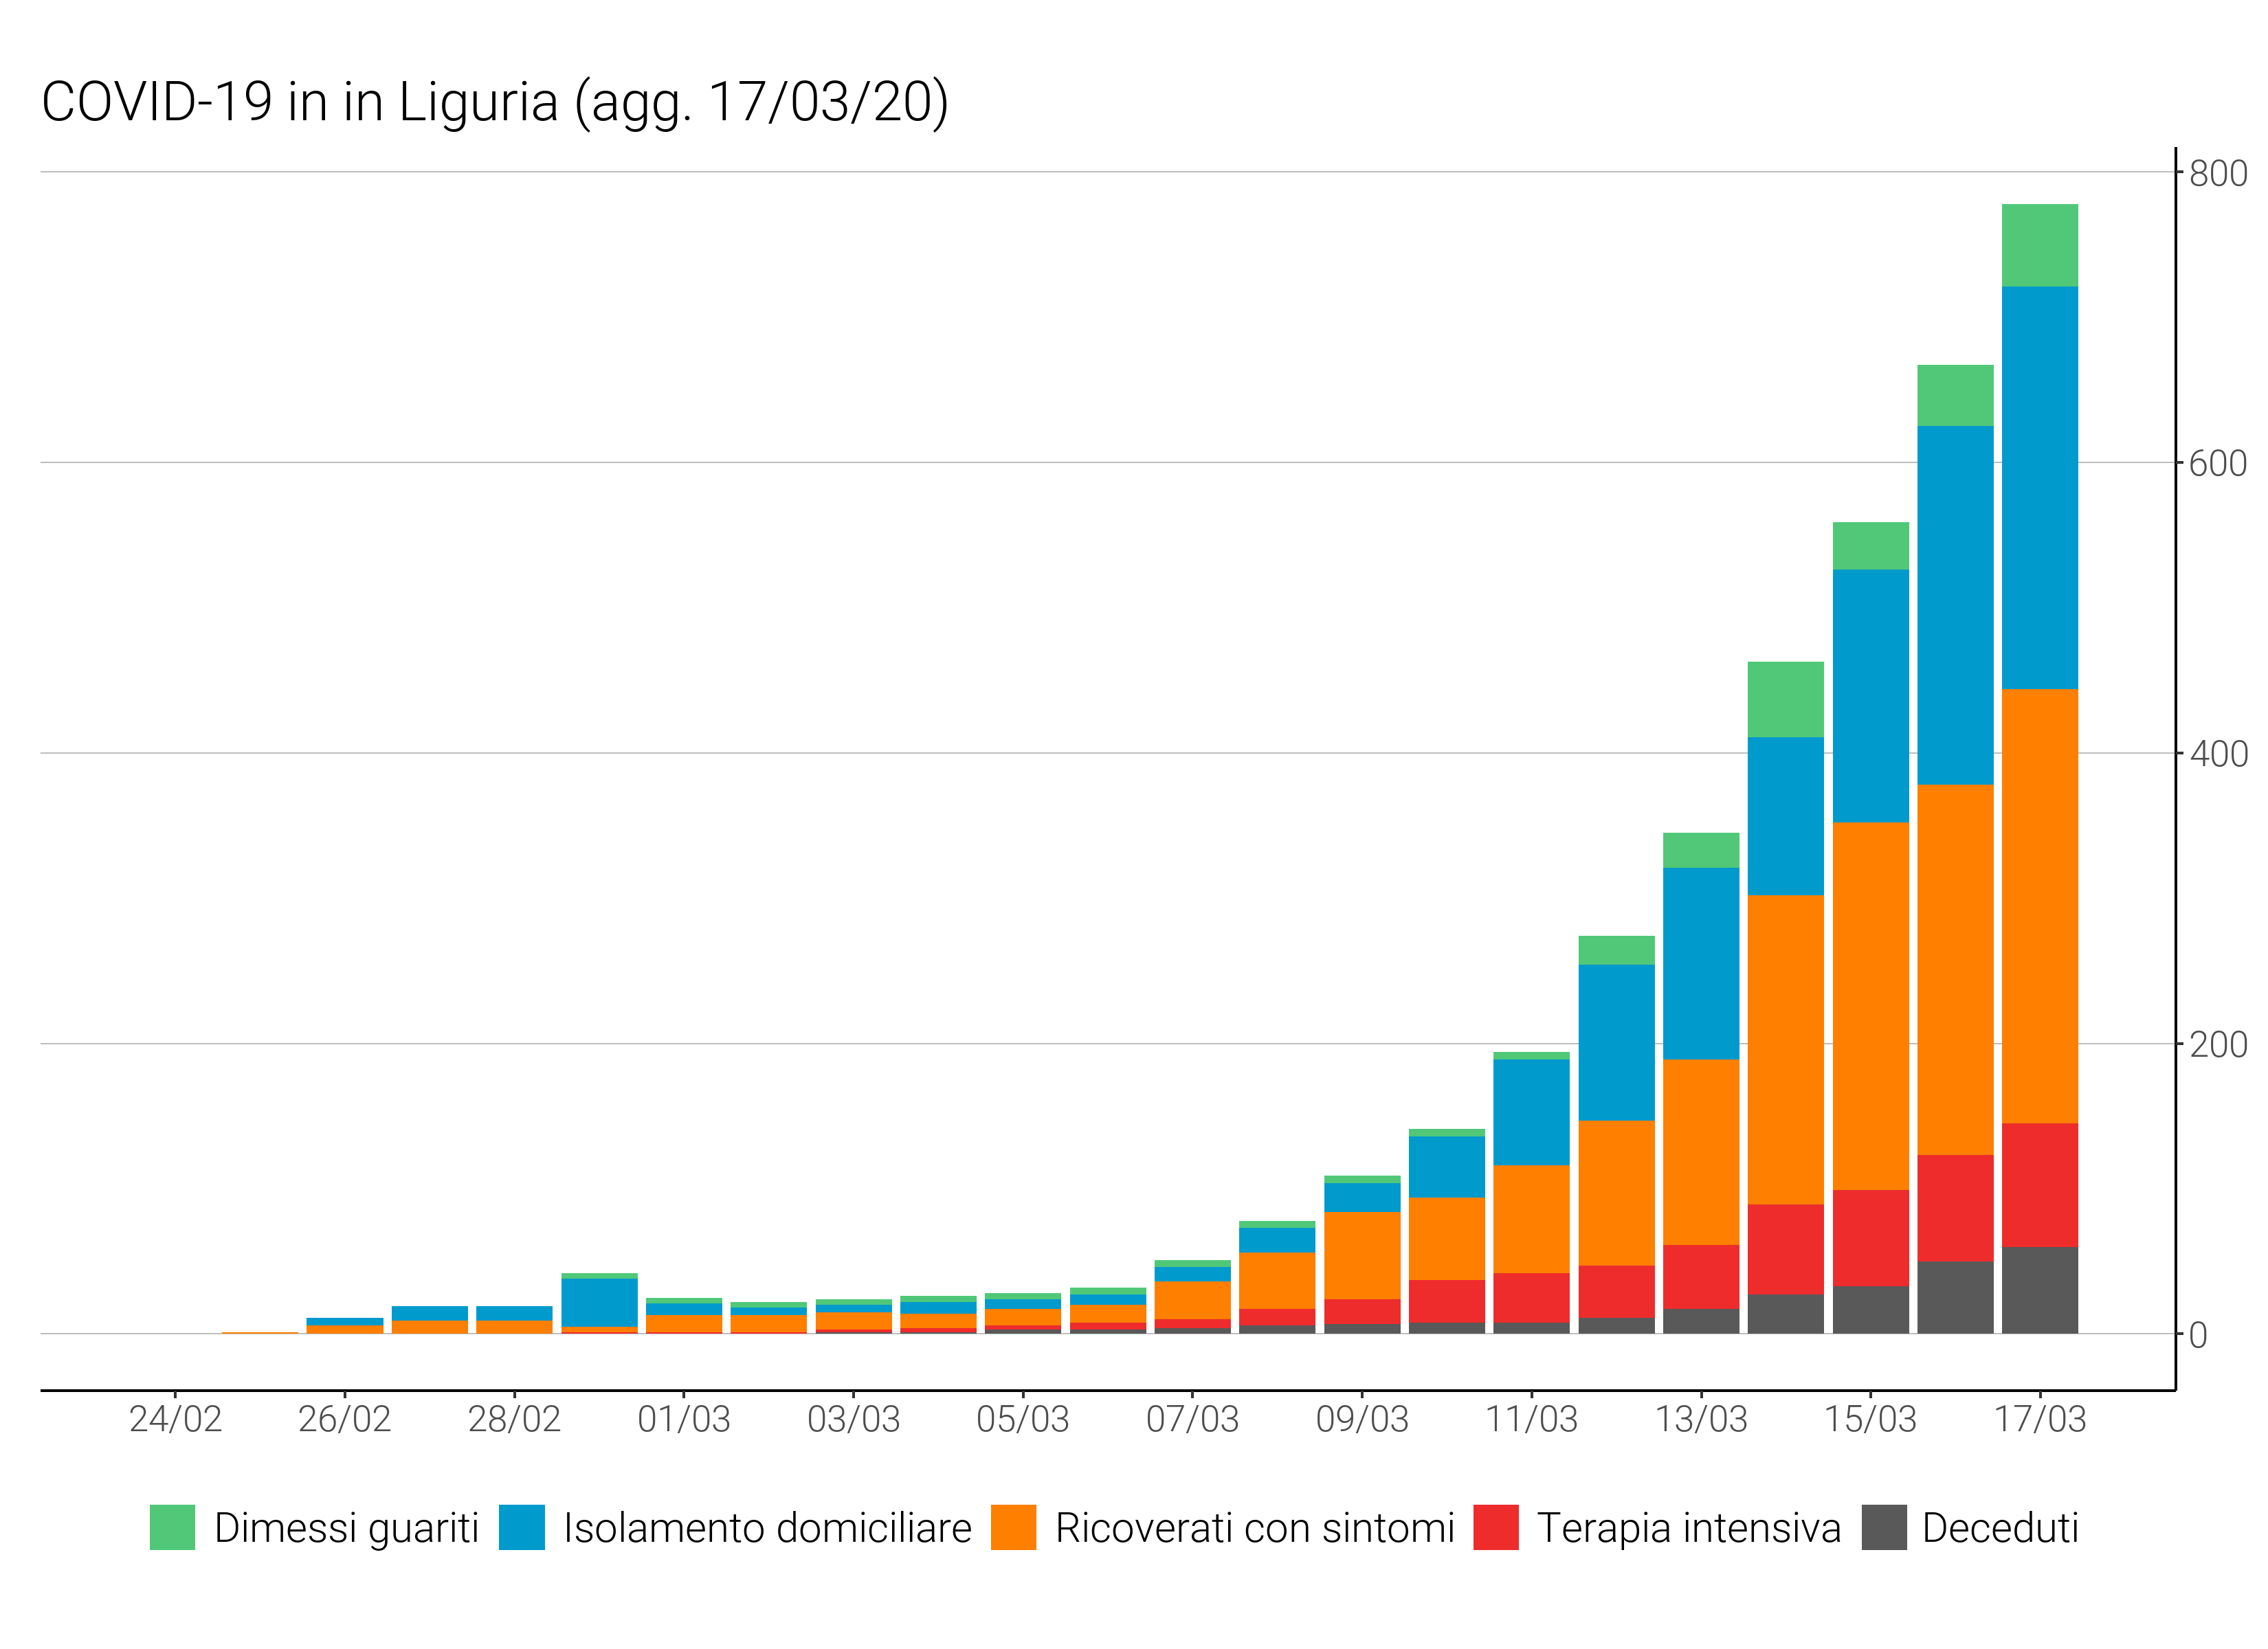 COVID-19 in in Liguria (agg. 17/03/20)
800
600
400
200
0
24/02 26/02 28/02 01/03 03/03 05/03 07/03 09/03 11/03 13/03 15/03 17/03
Dimessi guariti Isolamento domiciliare Ricoverati con sintomi Terapia intensiva Deceduti